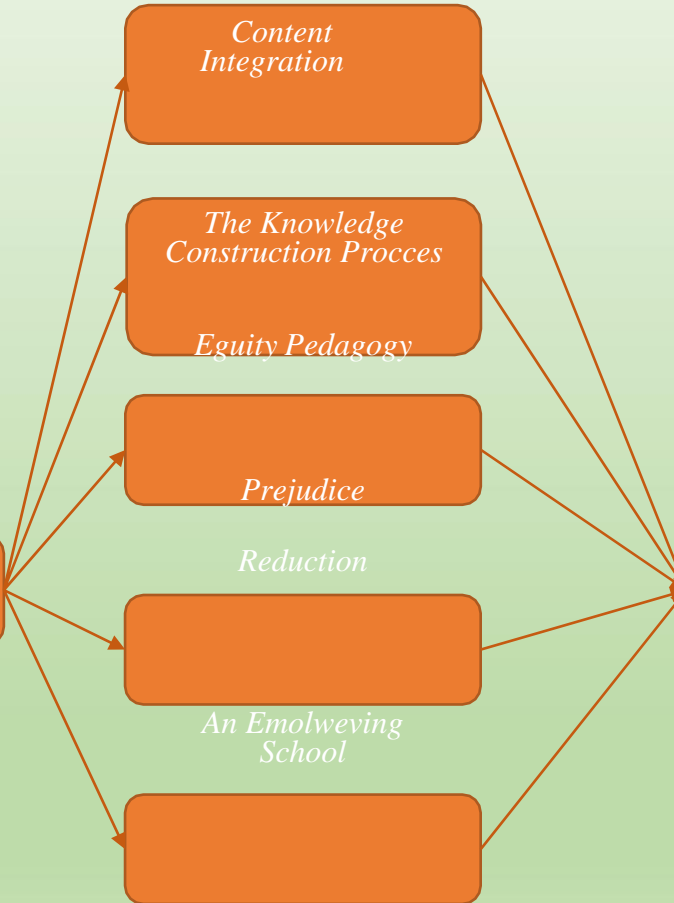 Content
Integration
The Knowledge
Construction Procces
Eguity Pedagogy
Prejudice
Reduction
An Emolweving
School